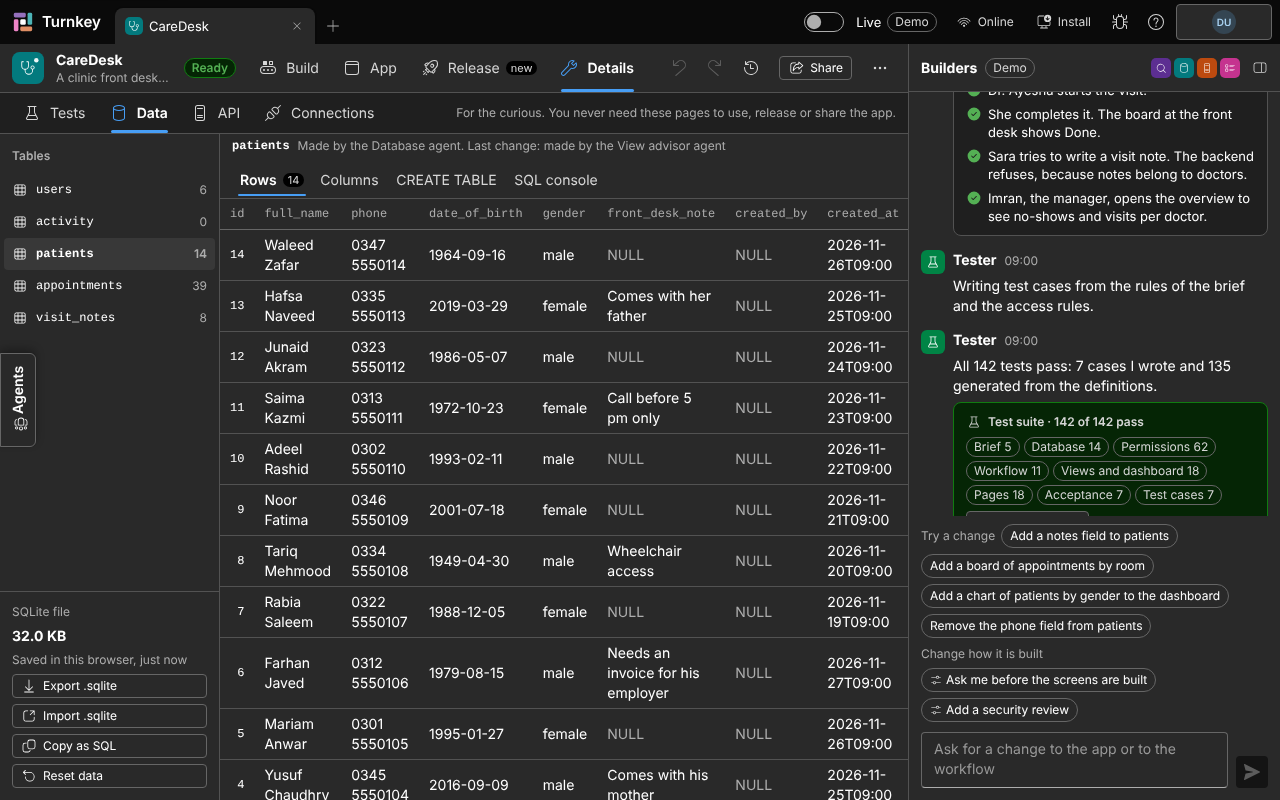 Turnkey
CareDesk
Live
Demo
Online
Install
DU
CareDesk
A clinic front desk…
Ready
Build
App
Release new
Details
Share
Builders
Demo
Tests
Data
API
Connections
For the curious. You never need these pages to use, release or share the app.
Tables
users 6
activity 0
patients 14
appointments 39
visit_notes 8
Agents
SQLite file
32.0 KB
Saved in this browser, just now
Export .sqlite
Import .sqlite
Copy as SQL
Reset data
patients Made by the Database agent. Last change: made by the View advisor agent
Rows 14
Columns
CREATE TABLE
SQL console
id full_name phone date_of_birth gender front_desk_note created_by created_at
14 Waleed Zafar 0347 5550114 1964-09-16 male NULL NULL 2026-11-26T09:00
13 Hafsa Naveed 0335 5550113 2019-03-29 female Comes with her father NULL 2026-11-25T09:00
12 Junaid Akram 0323 5550112 1986-05-07 male NULL NULL 2026-11-24T09:00
11 Saima Kazmi 0313 5550111 1972-10-23 female Call before 5 pm only NULL 2026-11-23T09:00
10 Adeel Rashid 0302 5550110 1993-02-11 male NULL NULL 2026-11-22T09:00
9 Noor Fatima 0346 5550109 2001-07-18 female NULL NULL 2026-11-21T09:00
8 Tariq Mehmood 0334 5550108 1949-04-30 male Wheelchair access NULL 2026-11-20T09:00
7 Rabia Saleem 0322 5550107 1988-12-05 female NULL NULL 2026-11-19T09:00
6 Farhan Javed 0312 5550106 1979-08-15 male Needs an invoice for his employer NULL 2026-11-27T09:00
5 Mariam Anwar 0301 5550105 1995-01-27 female NULL NULL 2026-11-26T09:00
4 Yusuf Chaudhry 0345 5550104 2016-09-09 male Comes with his mother NULL 2026-11-25T09:00
Dr. Ayesha starts the visit.
She completes it. The board at the front
desk shows Done.
Sara tries to write a visit note. The backend
refuses, because notes belong to doctors.
Imran, the manager, opens the overview to
see no-shows and visits per doctor.
Tester 09:00
Writing test cases from the rules of the brief
and the access rules.
Tester 09:00
All 142 tests pass: 7 cases I wrote and 135
generated from the definitions.
Test suite · 142 of 142 pass
Brief 5 Database 14 Permissions 62
Workflow 11 Views and dashboard 18
Pages 18 Acceptance 7 Test cases 7
Try a change Add a notes field to patients
Add a board of appointments by room
Add a chart of patients by gender to the dashboard
Remove the phone field from patients
Change how it is built
Ask me before the screens are built
Add a security review
Ask for a change to the app or to the
workflow